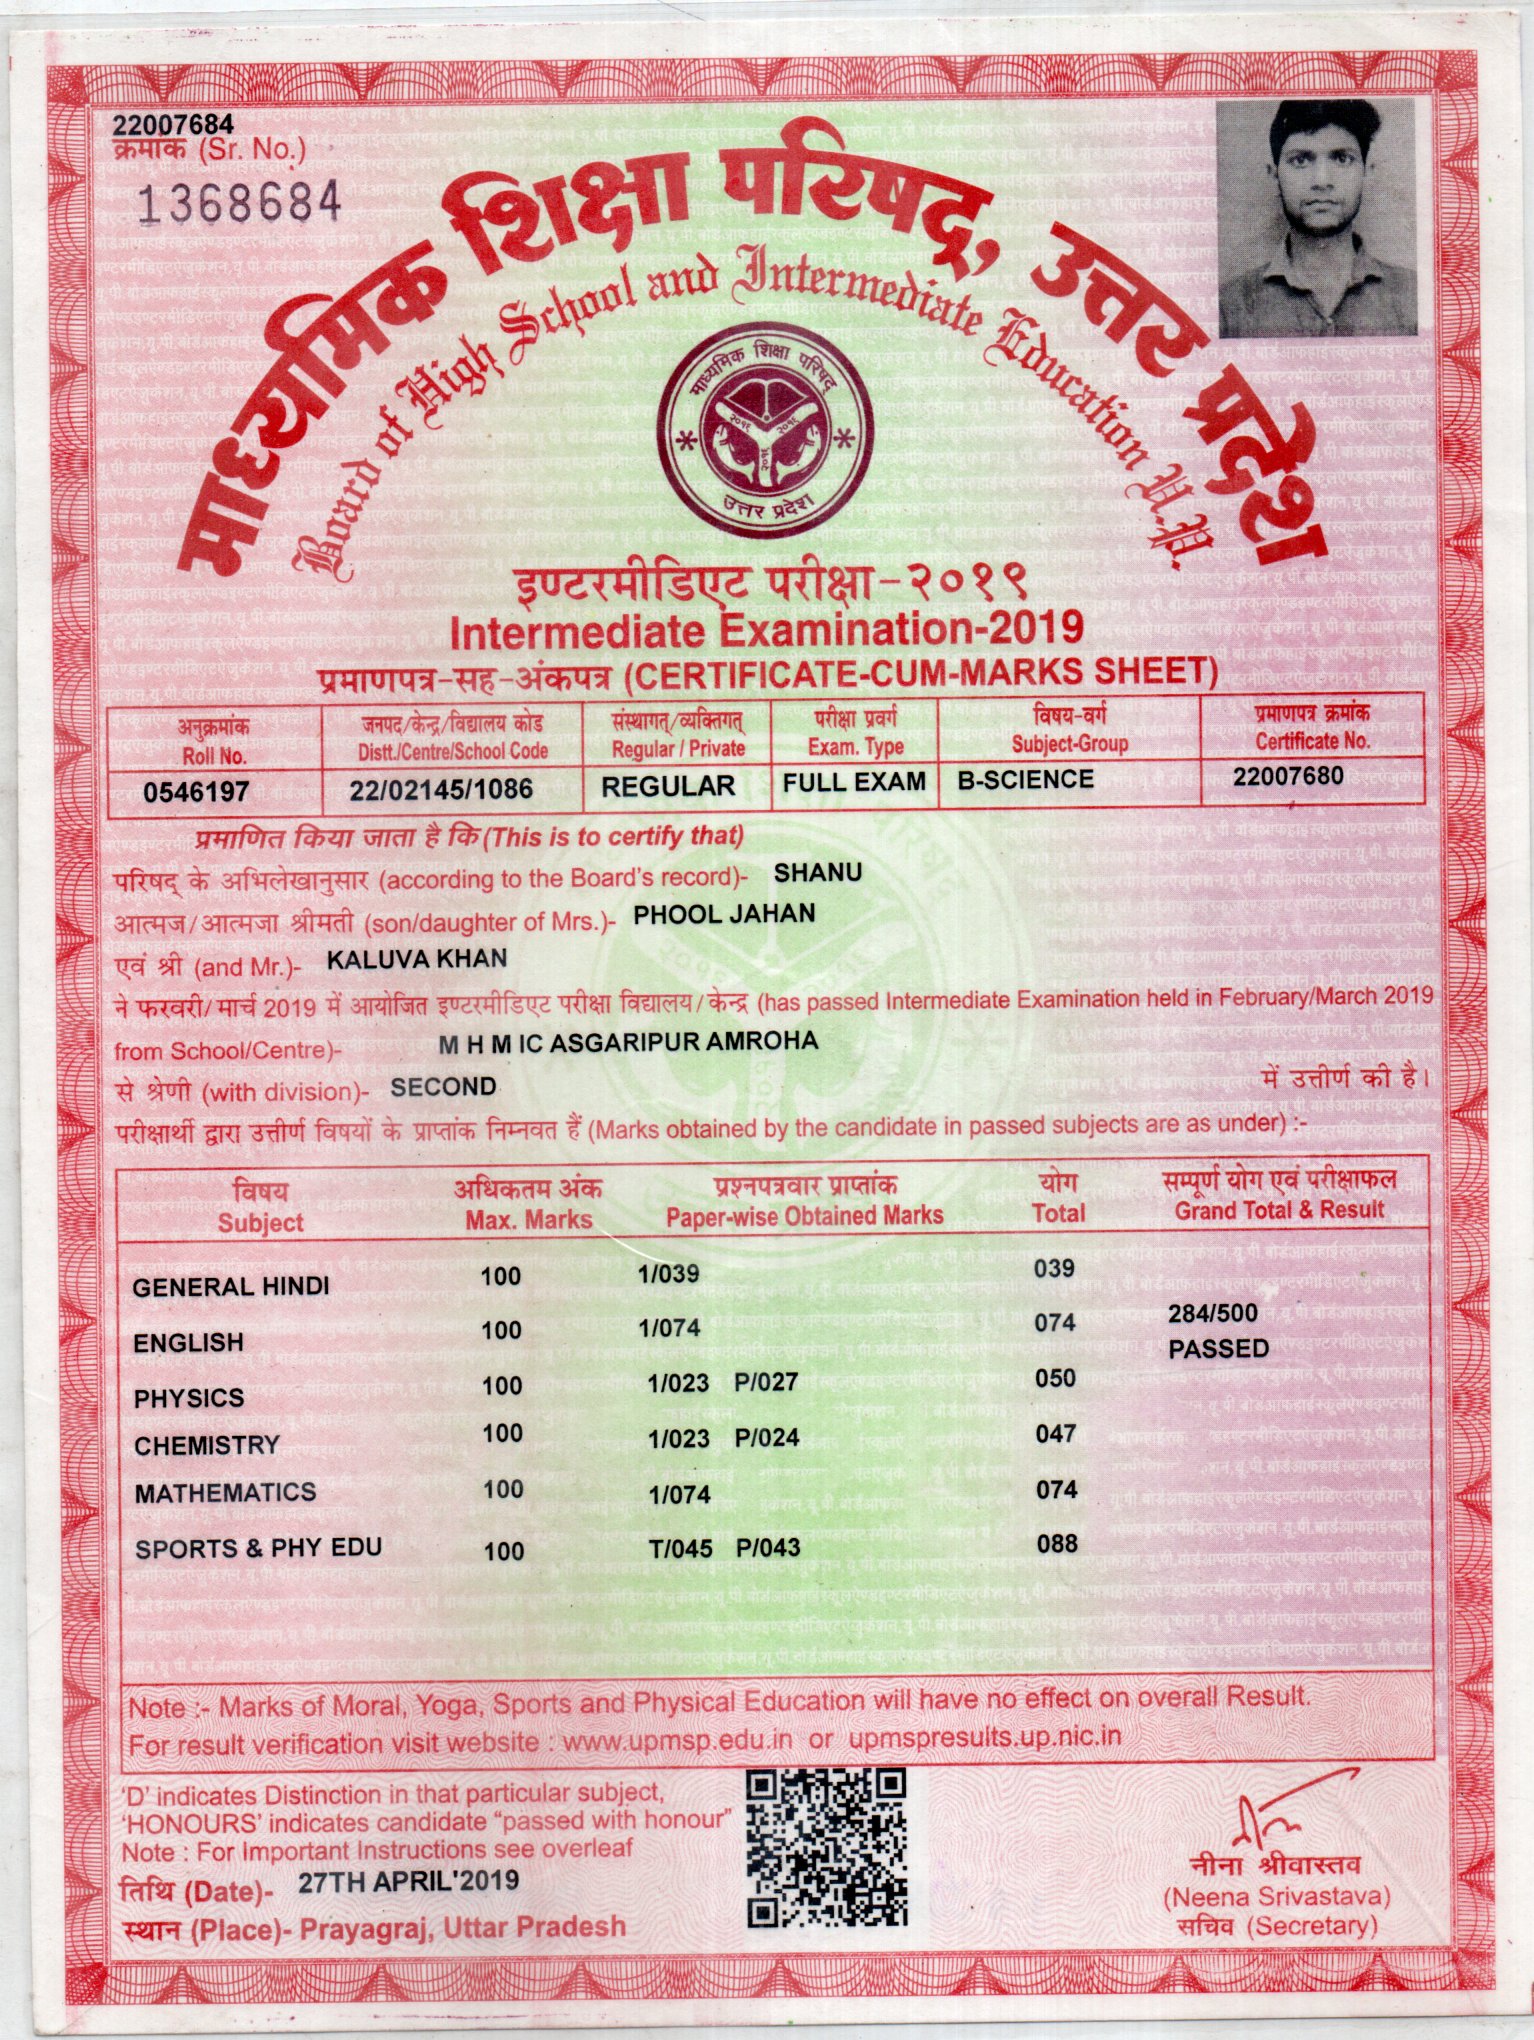 22007684
क्रमांक (Sr. No.)
1368684
माध्यमिक शिक्षा परिषद्, उत्तर प्रदेश
Board of High School and Intermediate Education U.P.
माध्यमिक शिक्षा परिषद्
उत्तर प्रदेश
इण्टरमीडिएट परीक्षा-२०१९
Intermediate Examination-2019
प्रमाणपत्र-सह-अंकपत्र (CERTIFICATE-CUM-MARKS SHEET)
अनुक्रमांक जनपद/केन्द्र/विद्यालय कोड संस्थागत्/व्यक्तिगत् परीक्षा प्रवर्ग विषय-वर्ग प्रमाणपत्र क्रमांक
Roll No. Distt./Centre/School Code Regular / Private Exam. Type Subject-Group Certificate No.
0546197 22/02145/1086 REGULAR FULL EXAM B-SCIENCE 22007680
प्रमाणित किया जाता है कि (This is to certify that)
परिषद् के अभिलेखानुसार (according to the Board's record)- SHANU
आत्मज/आत्मजा श्रीमती (son/daughter of Mrs.)- PHOOL JAHAN
एवं श्री (and Mr.)- KALUVA KHAN
ने फरवरी/मार्च 2019 में आयोजित इण्टरमीडिएट परीक्षा विद्यालय/केन्द्र (has passed Intermediate Examination held in February/March 2019
from School/Centre)- M H M IC ASGARIPUR AMROHA
से श्रेणी (with division)- SECOND में उत्तीर्ण की है।
परीक्षार्थी द्वारा उत्तीर्ण विषयों के प्राप्तांक निम्नवत हैं (Marks obtained by the candidate in passed subjects are as under) :-
विषय अधिकतम अंक प्रश्नपत्रवार प्राप्तांक योग सम्पूर्ण योग एवं परीक्षाफल
Subject Max. Marks Paper-wise Obtained Marks Total Grand Total & Result
GENERAL HINDI 100 1/039 039
284/500
ENGLISH 100 1/074 074
PASSED
PHYSICS 100 1/023 P/027 050
CHEMISTRY 100 1/023 P/024 047
MATHEMATICS 100 1/074 074
SPORTS & PHY EDU 100 T/045 P/043 088
Note :- Marks of Moral, Yoga, Sports and Physical Education will have no effect on overall Result.
For result verification visit website : www.upmsp.edu.in or upmspresults.up.nic.in
'D' indicates Distinction in that particular subject,
'HONOURS' indicates candidate "passed with honour"
Note : For Important Instructions see overleaf
तिथि (Date)- 27TH APRIL'2019
स्थान (Place)- Prayagraj, Uttar Pradesh
नीना श्रीवास्तव
(Neena Srivastava)
सचिव (Secretary)